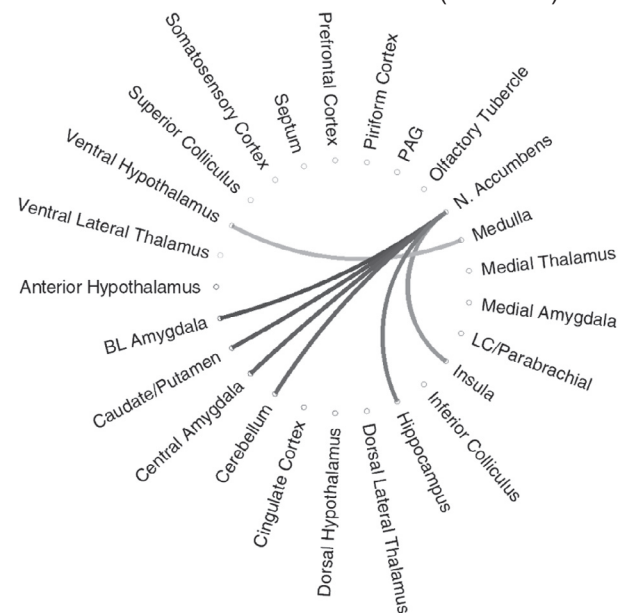 Prefrontal Cortex
Piriform Cortex
PAG
Olfactory Tubercle
N. Accumbens
Medulla
Medial Thalamus
Medial Amygdala
LC/Parabrachial
Insula
Inferior Colliculus
Hippocampus
Dorsal Lateral Thalamus
Dorsal Hypothalamus
Cingulate Cortex
Cerebellum
Central Amygdala
Caudate/Putamen
BL Amygdala
Anterior Hypothalamus
Ventral Lateral Thalamus
Ventral Hypothalamus
Superior Colliculus
Somatosensory Cortex
Septum